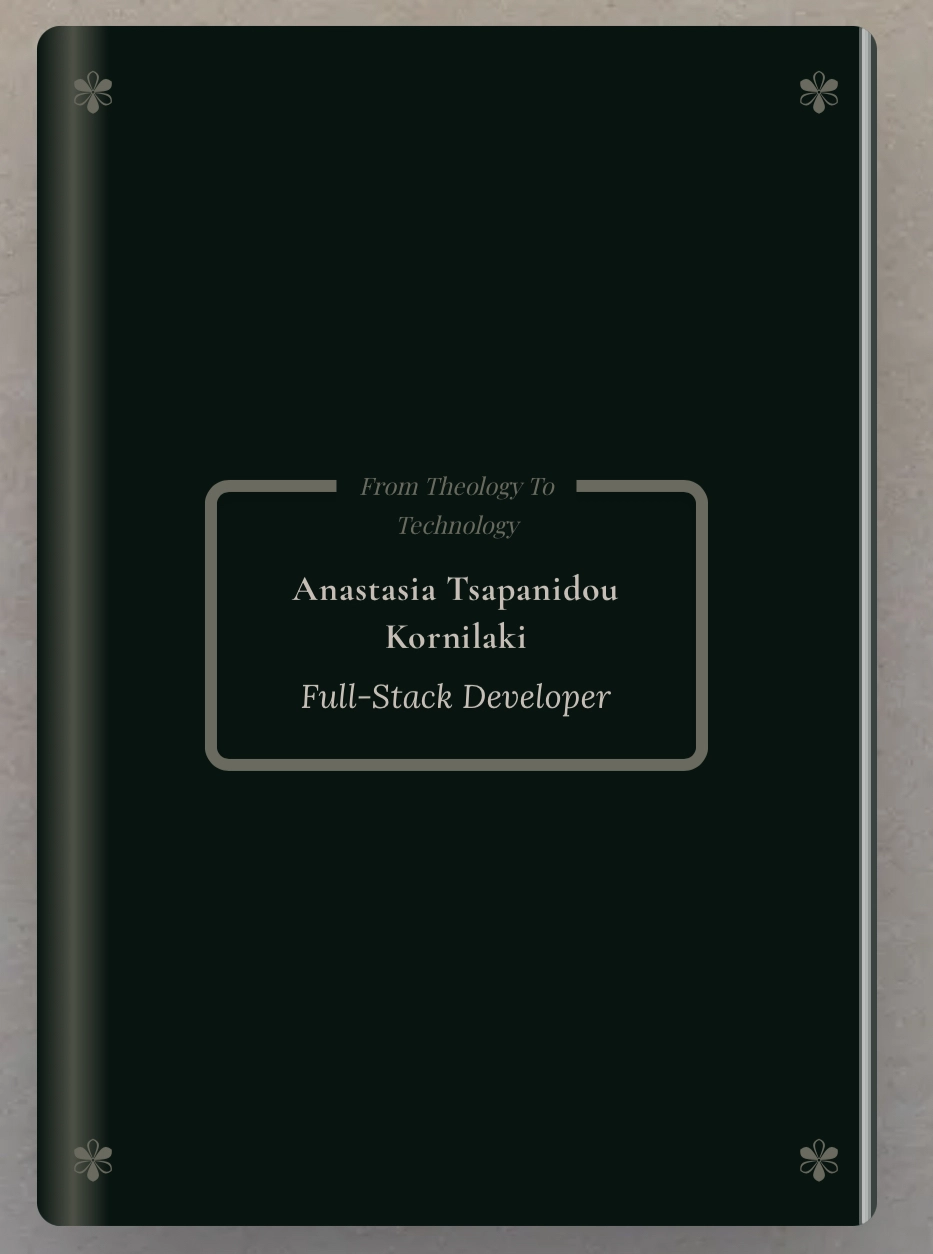 From Theology To
Technology
Anastasia Tsapanidou
Kornilaki
Full-Stack Developer